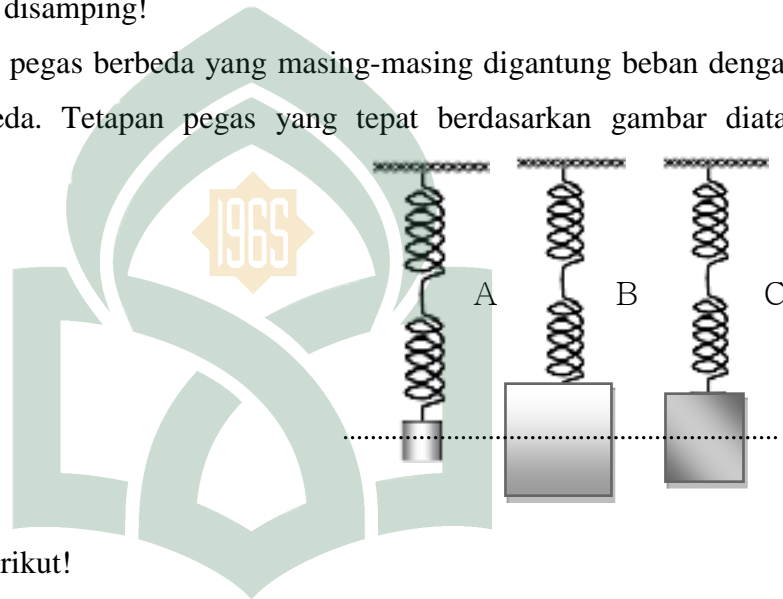 disamping!
pegas berbeda yang masing-masing digantung beban denga
eda. Tetapan pegas yang tepat berdasarkan gambar diata
1965
A B C
rikut!